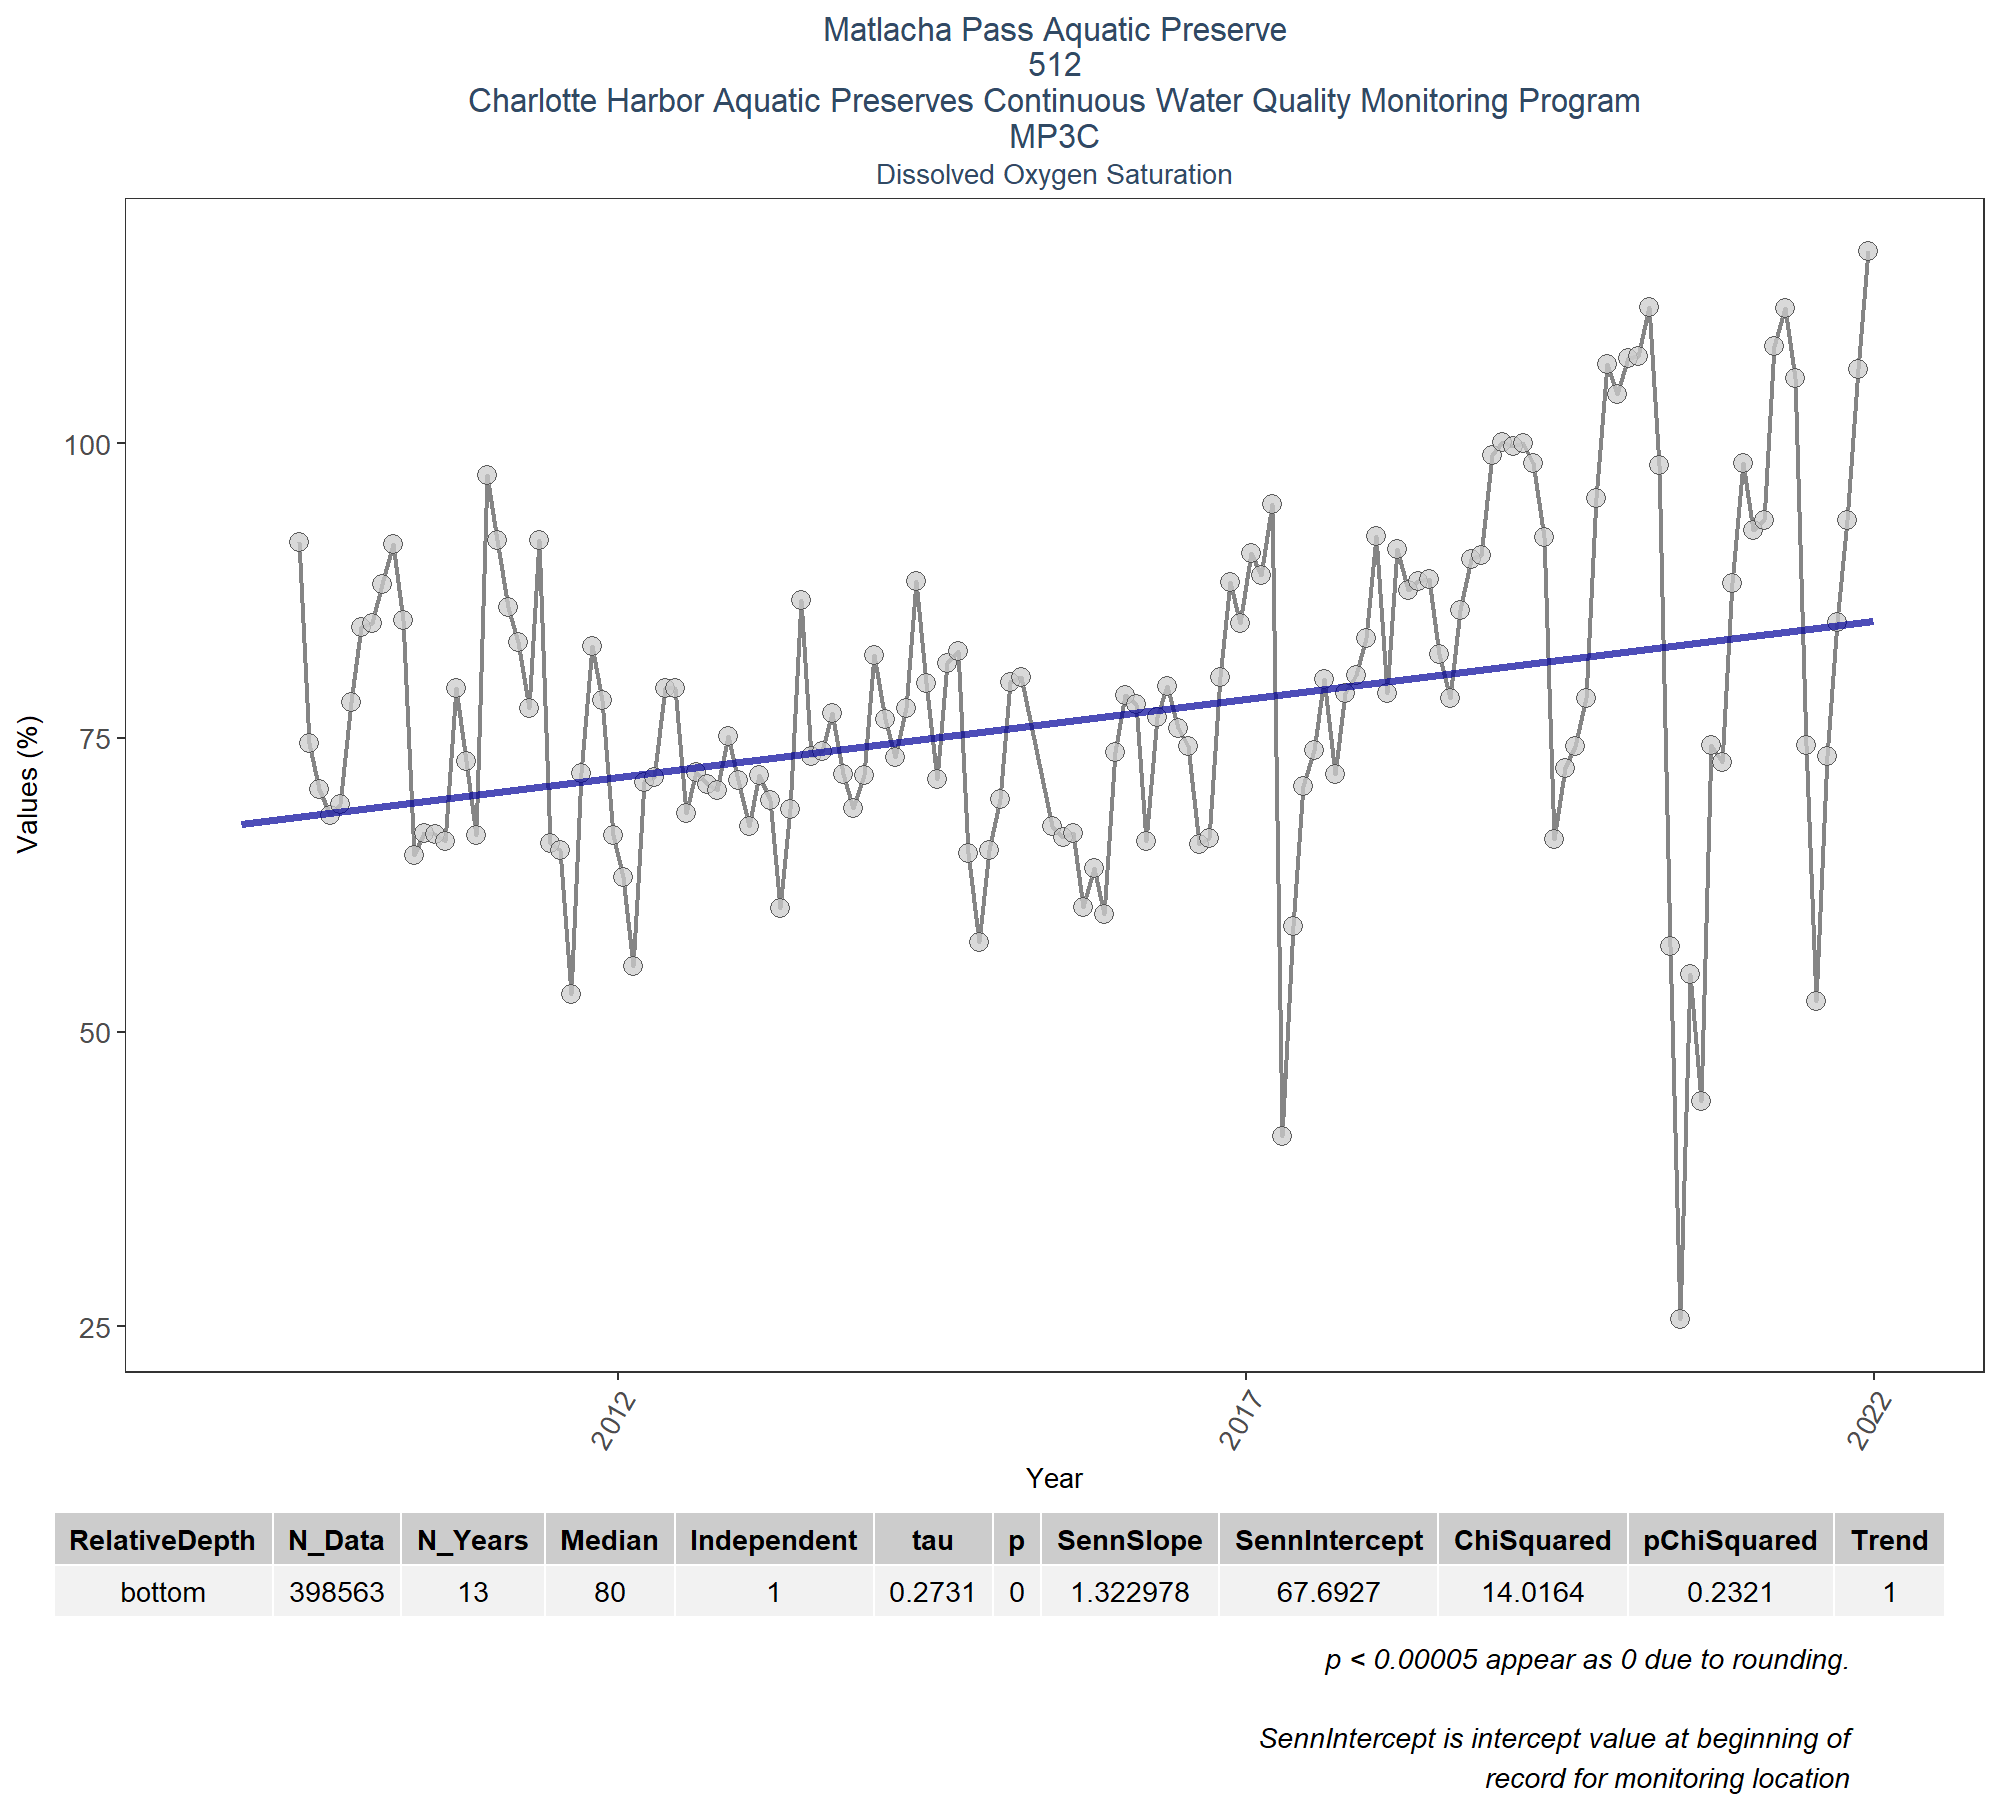 Matlacha Pass Aquatic Preserve
512
Charlotte Harbor Aquatic Preserves Continuous Water Quality Monitoring Program
MP3C
Dissolved Oxygen Saturation
100
75
50
25
Values (%)
2012 2017 2022
Year
RelativeDepth N_Data N_Years Median Independent tau p SennSlope SennIntercept ChiSquared pChiSquared Trend
bottom 398563 13 80 1 0.2731 0 1.322978 67.6927 14.0164 0.2321 1
p < 0.00005 appear as 0 due to rounding.
SennIntercept is intercept value at beginning of
record for monitoring location